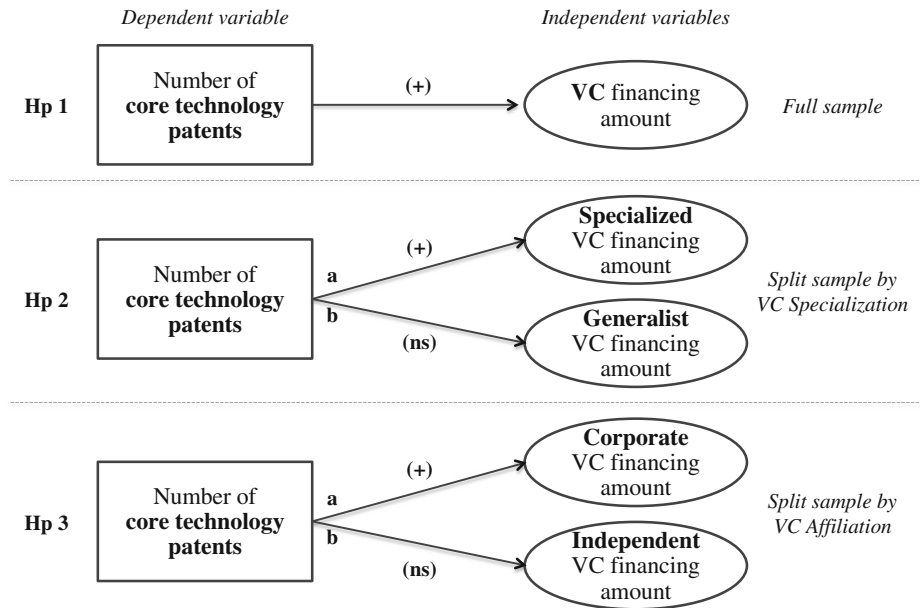 Dependent variable
Independent variables
Hp 1
Number of
core technology
patents
(+)
VC financing
amount
Full sample
Hp 2
Number of
core technology
patents
a
b
(+)
(ns)
Specialized
VC financing
amount
Generalist
VC financing
amount
Split sample by
VC Specialization
Hp 3
Number of
core technology
patents
a
b
(+)
(ns)
Corporate
VC financing
amount
Independent
VC financing
amount
Split sample by
VC Affiliation